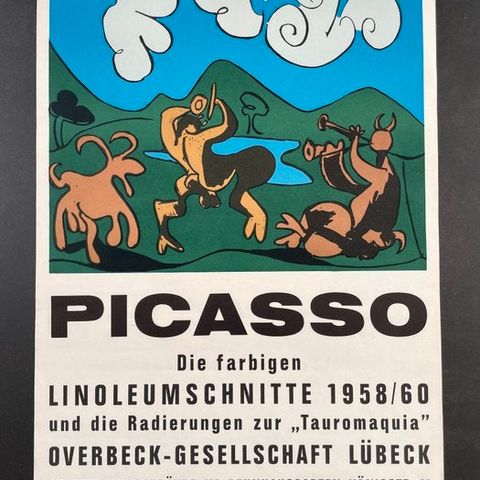 PICASSO
Die farbigen
LINOLEUMSCHNITTE 1958/60
und die Radierungen zur „Tauromaquia"
OVERBECK-GESELLSCHAFT LÜBECK